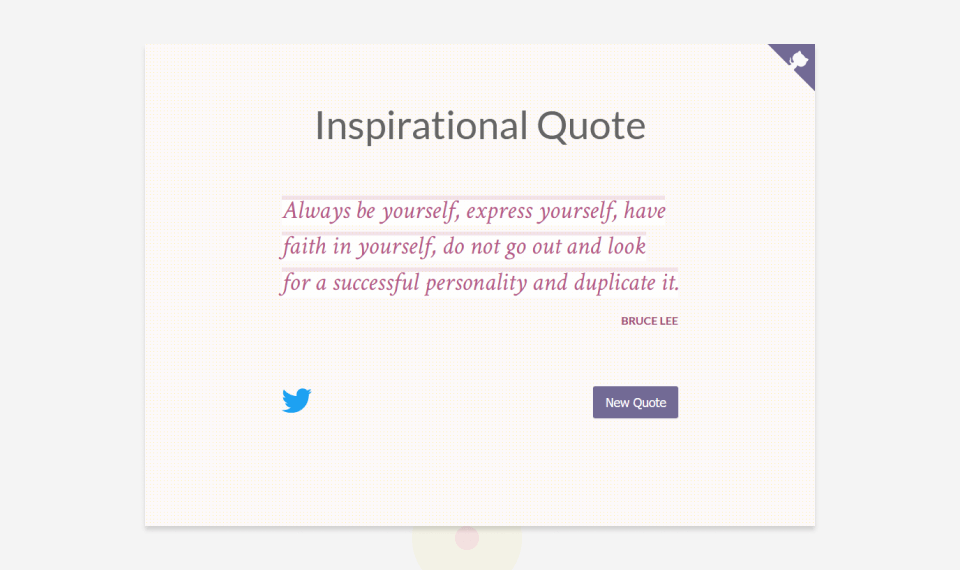 Inspirational Quote
Always be yourself, express yourself, have
faith in yourself, do not go out and look
for a successful personality and duplicate it.
BRUCE LEE
New Quote